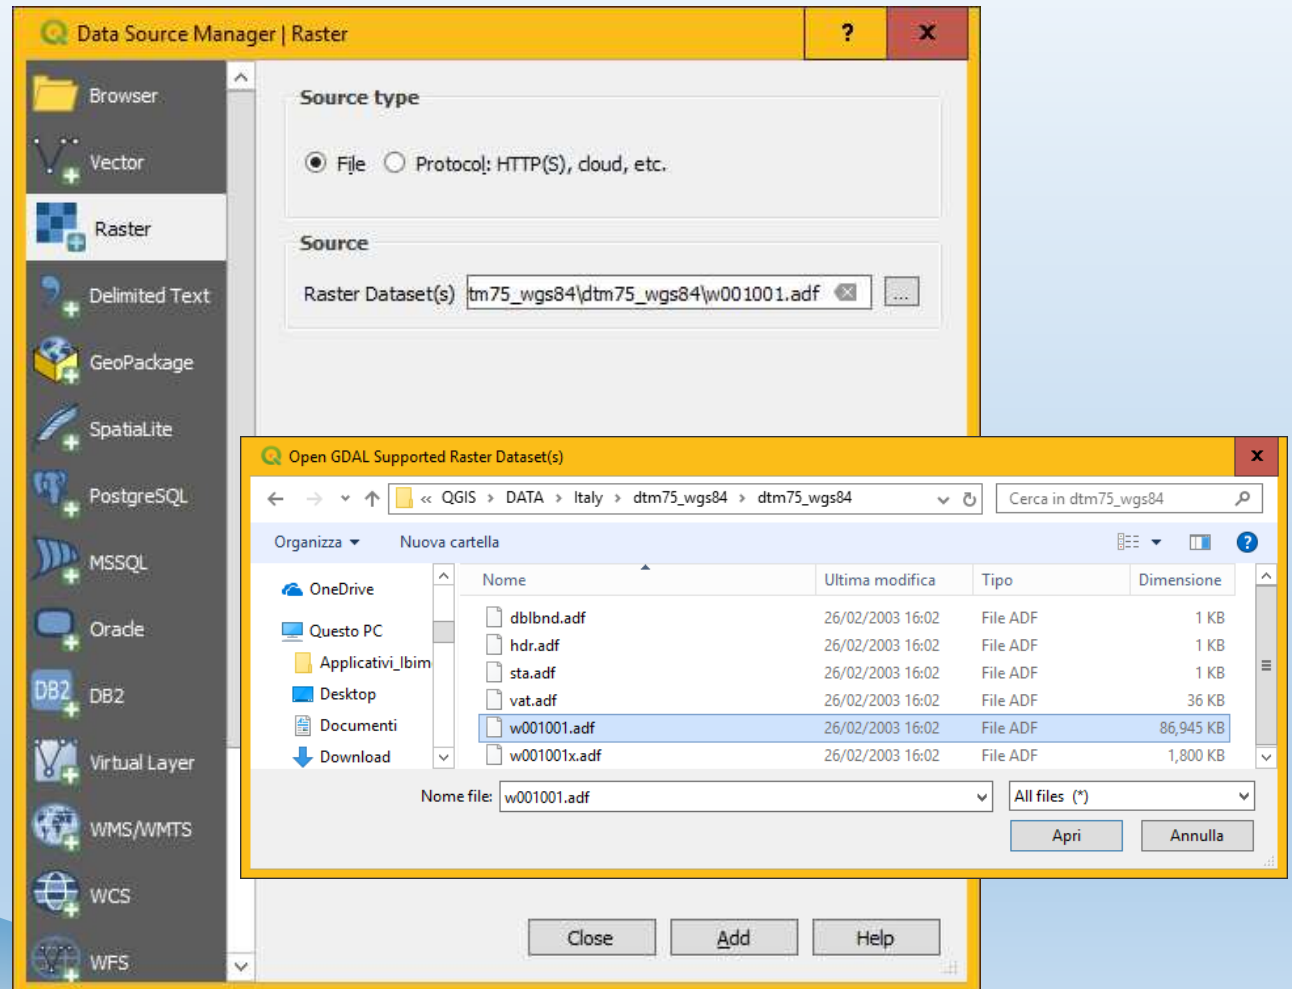 Data Source Manager | Raster
?
x
Browser
Vector
Raster
Delimited Text
GeoPackage
SpatiaLite
PostgreSQL
MSSQL
Oracle
DB2
DB2
Virtual Layer
WMS/WMTS
WCS
WFS
Source type
File
Protocol: HTTP(S), cloud, etc.
Source
Raster Dataset(s) tm75_wgs84\dtm75_wgs84\w001001.adf ...
Open GDAL Supported Raster Dataset(s)
x
« QGIS > DATA > Italy > dtm75_wgs84 > dtm75_wgs84
Cerca in dtm75_wgs84
Organizza
Nuova cartella
?
OneDrive
Questo PC
Applicativi_Ibim
Desktop
Documenti
Download
Nome Ultima modifica Tipo Dimensione
dblbnd.adf 26/02/2003 16:02 File ADF 1 KB
hdr.adf 26/02/2003 16:02 File ADF 1 KB
sta.adf 26/02/2003 16:02 File ADF 1 KB
vat.adf 26/02/2003 16:02 File ADF 36 KB
w001001.adf 26/02/2003 16:02 File ADF 86,945 KB
w001001x.adf 26/02/2003 16:02 File ADF 1,800 KB
Nome file: w001001.adf
All files (*)
Apri
Annulla
Close
Add
Help